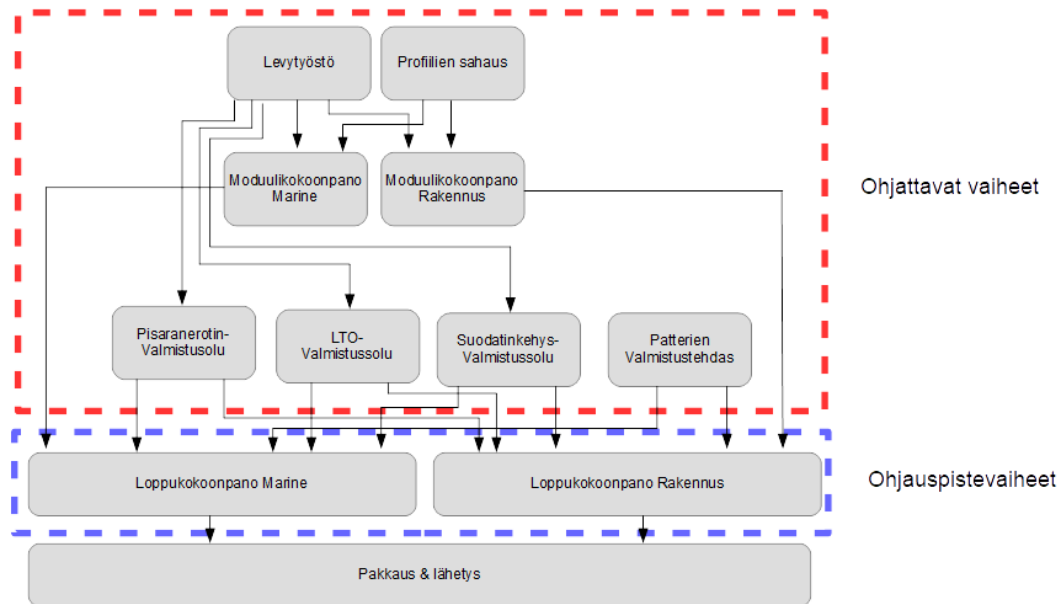 Levytyöstö
Profiilien sahaus
Moduulikokoonpano
Marine
Moduulikokoonpano
Rakennus
Ohjattavat vaiheet
Pisaranerotin-
Valmistusolu
LTO-
Valmistussolu
Suodatinkehys-
Valmistussolu
Patterien
Valmistustehdas
Loppukokoonpano Marine
Loppukokoonpano Rakennus
Ohjauspistevaiheet
Pakkaus & lähetys